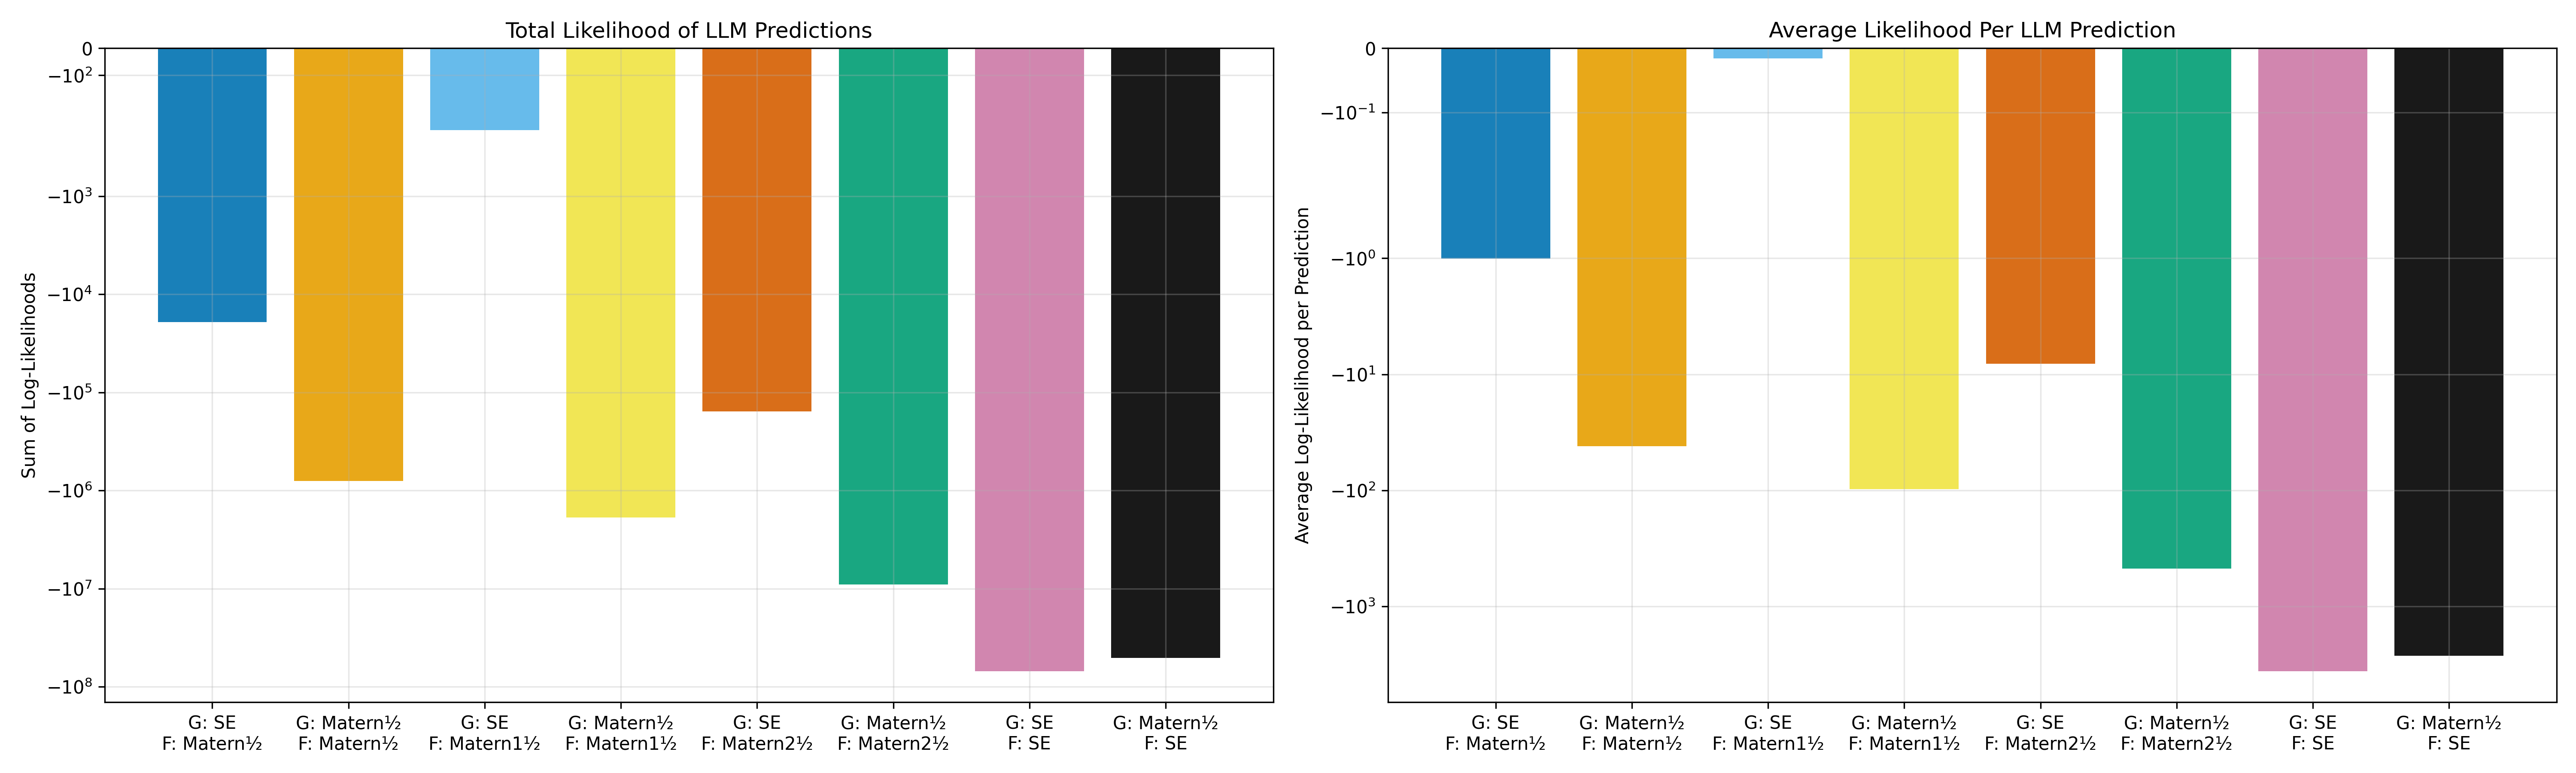 Total Likelihood of LLM Predictions
Sum of Log-Likelihoods
0
−10²
−10³
−10⁴
−10⁵
−10⁶
−10⁷
−10⁸
G: SE
F: Matern½
G: Matern½
F: Matern½
G: SE
F: Matern1½
G: Matern½
F: Matern1½
G: SE
F: Matern2½
G: Matern½
F: Matern2½
G: SE
F: SE
G: Matern½
F: SE
Average Likelihood Per LLM Prediction
Average Log-Likelihood per Prediction
0
−10⁻¹
−10⁰
−10¹
−10²
−10³
G: SE
F: Matern½
G: Matern½
F: Matern½
G: SE
F: Matern1½
G: Matern½
F: Matern1½
G: SE
F: Matern2½
G: Matern½
F: Matern2½
G: SE
F: SE
G: Matern½
F: SE